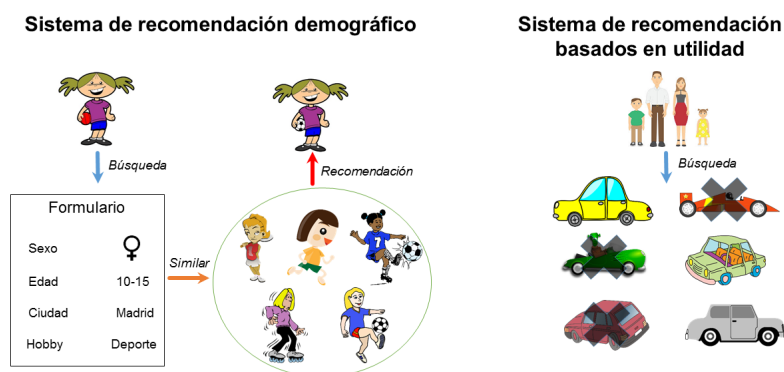 Sistema de recomendación demográfico
Búsqueda
Recomendación
Formulario
Sexo
Edad 10-15
Ciudad Madrid
Hobby Deporte
Similar
Sistema de recomendación
basados en utilidad
Búsqueda